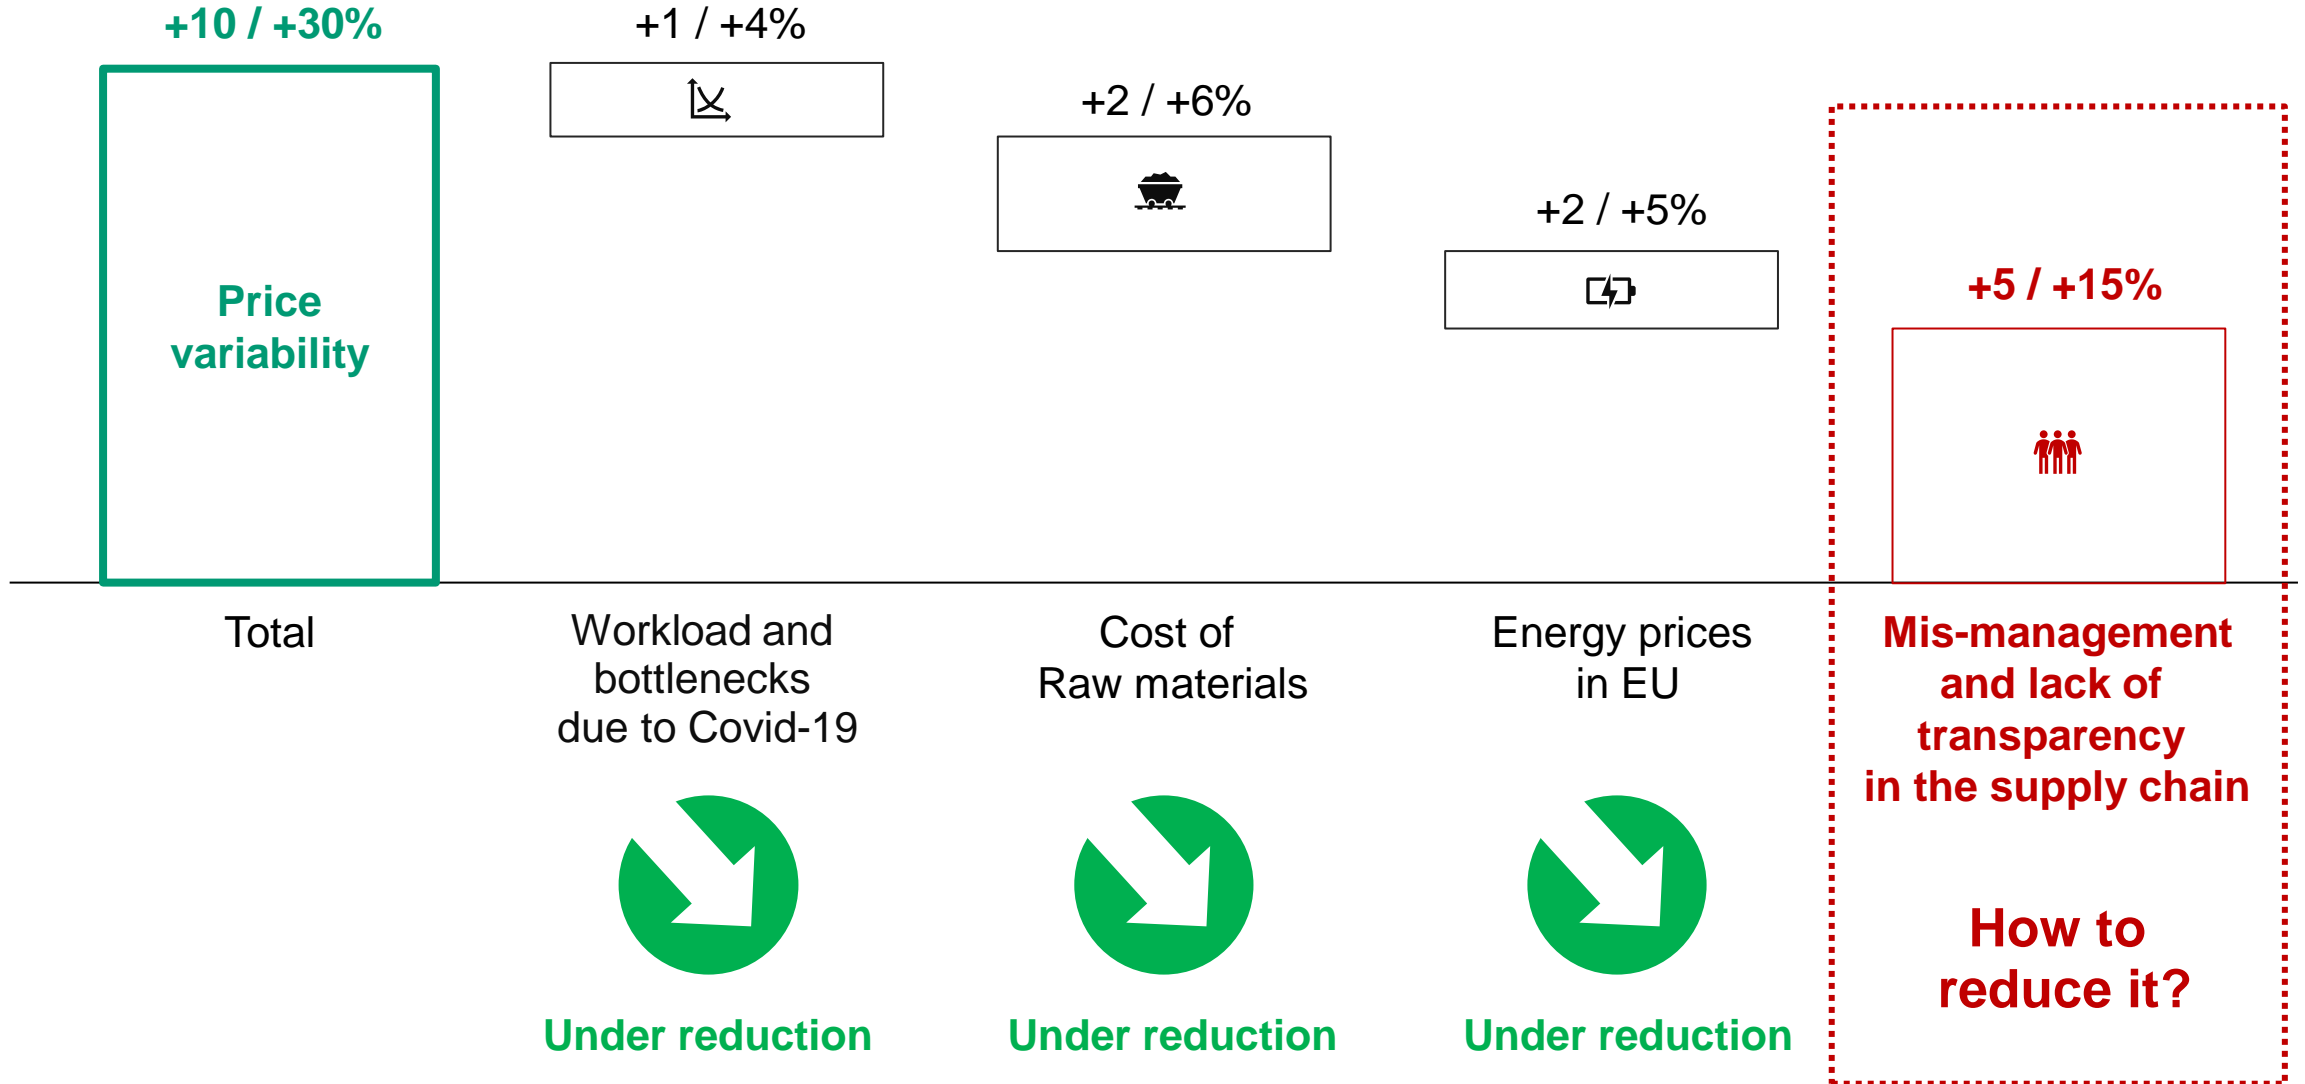 +10 / +30%
Price
variability
Total
+1 / +4%
Workload and
bottlenecks
due to Covid-19
Under reduction
+2 / +6%
Cost of
Raw materials
Under reduction
+2 / +5%
Energy prices
in EU
Under reduction
+5 / +15%
Mis-management
and lack of
transparency
in the supply chain
How to
reduce it?